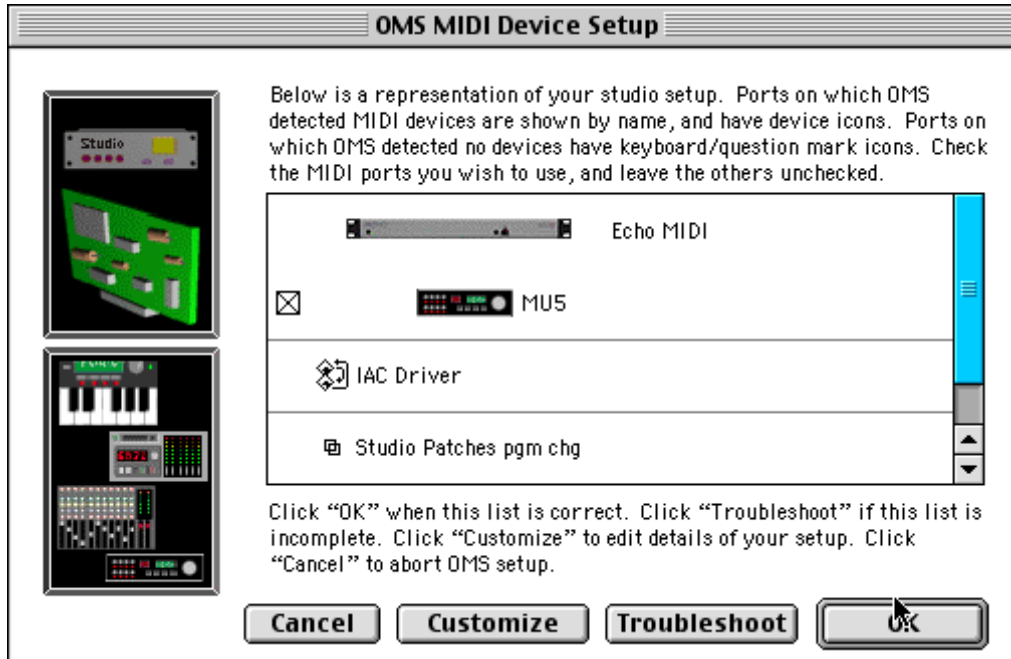 OMS MIDI Device Setup
Below is a representation of your studio setup. Ports on which OMS
detected MIDI devices are shown by name, and have device icons. Ports on
which OMS detected no devices have keyboard/question mark icons. Check
the MIDI ports you wish to use, and leave the others unchecked.
Studio
Echo MIDI
MU5
IAC Driver
Studio Patches pgm chg
Click “OK” when this list is correct. Click “Troubleshoot” if this list is
incomplete. Click “Customize” to edit details of your setup. Click
“Cancel” to abort OMS setup.
Cancel
Customize
Troubleshoot
OK